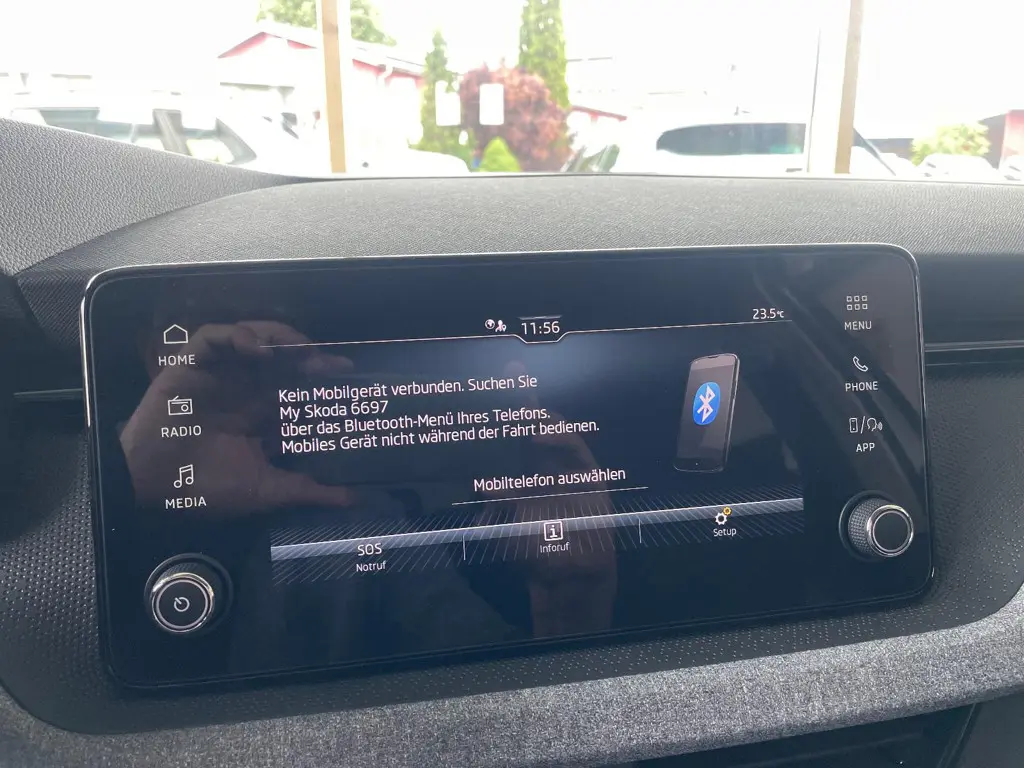 11:56
23.5°C
HOME
RADIO
MEDIA
Kein Mobilgerät verbunden. Suchen Sie
My Skoda 6697
über das Bluetooth-Menü Ihres Telefons.
Mobiles Gerät nicht während der Fahrt bedienen.
Mobiltelefon auswählen
SOS
Notruf
i
Inforuf
Setup
MENU
PHONE
APP